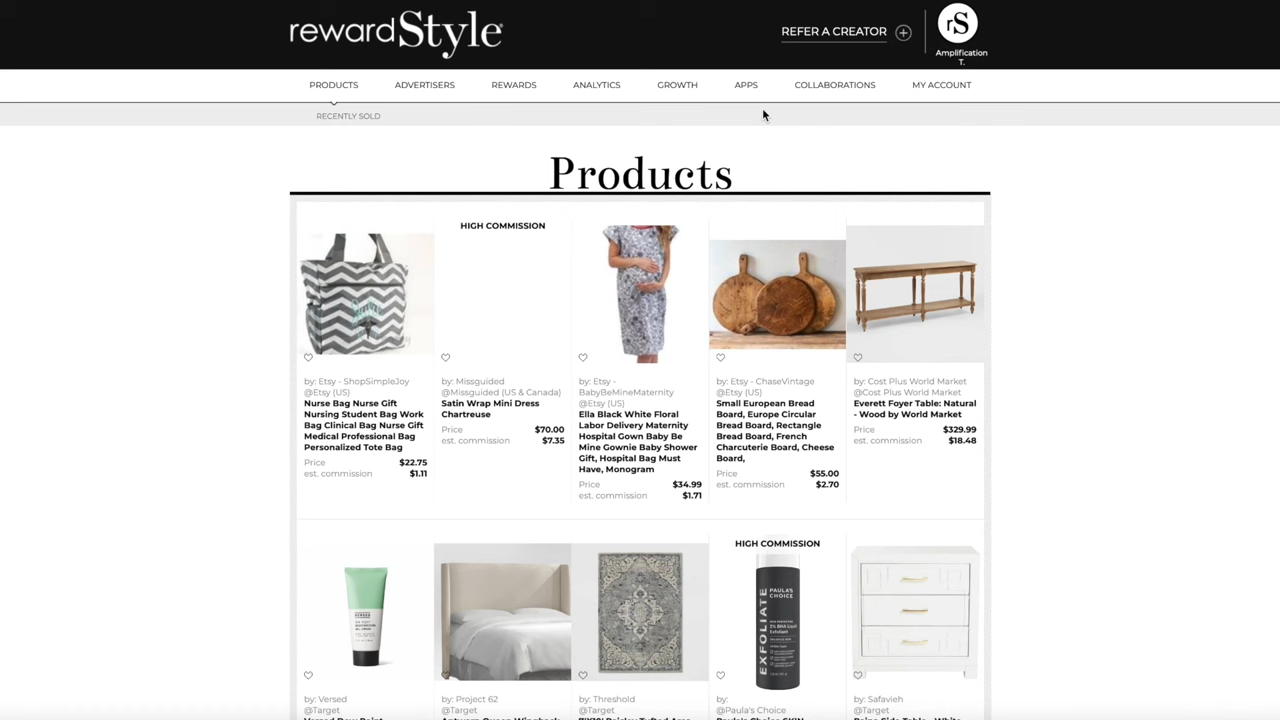 rewardStyle
REFER A CREATOR
rS
Amplification
T.
PRODUCTS
ADVERTISERS
REWARDS
ANALYTICS
GROWTH
APPS
COLLABORATIONS
MY ACCOUNT
RECENTLY SOLD
Products
by: Etsy - ShopSimpleJoy
@Etsy (US)
Nurse Bag Nurse Gift
Nursing Student Bag Work
Bag Clinical Bag Nurse Gift
Medical Professional Bag
Personalized Tote Bag
Price $22.75
est. commission $1.11
HIGH COMMISSION
by: Missguided
@Missguided (US & Canada)
Satin Wrap Mini Dress
Chartreuse
Price $70.00
est. commission $7.35
by: Etsy -
BabyBeMineMaternity
@Etsy (US)
Ella Black White Floral
Labor Delivery Maternity
Hospital Gown Baby Be
Mine Gownie Baby Shower
Gift, Hospital Bag Must
Have, Monogram
Price $34.99
est. commission $1.71
by: Etsy - ChaseVintage
@Etsy (US)
Small European Bread
Board, Europe Circular
Bread Board, Rectangle
Bread Board, French
Charcuterie Board, Cheese
Board,
Price $55.00
est. commission $2.70
by: Cost Plus World Market
@Cost Plus World Market
Everett Foyer Table: Natural
- Wood by World Market
Price $329.99
est. commission $18.48
VERSED
by: Versed
@Target
by: Project 62
@Target
by: Threshold
@Target
HIGH COMMISSION
PAULA'S
CHOICE
EXFOLIATE
2% BHA Liquid
Exfoliant
by:
@Paula's Choice
by: Safavieh
@Target